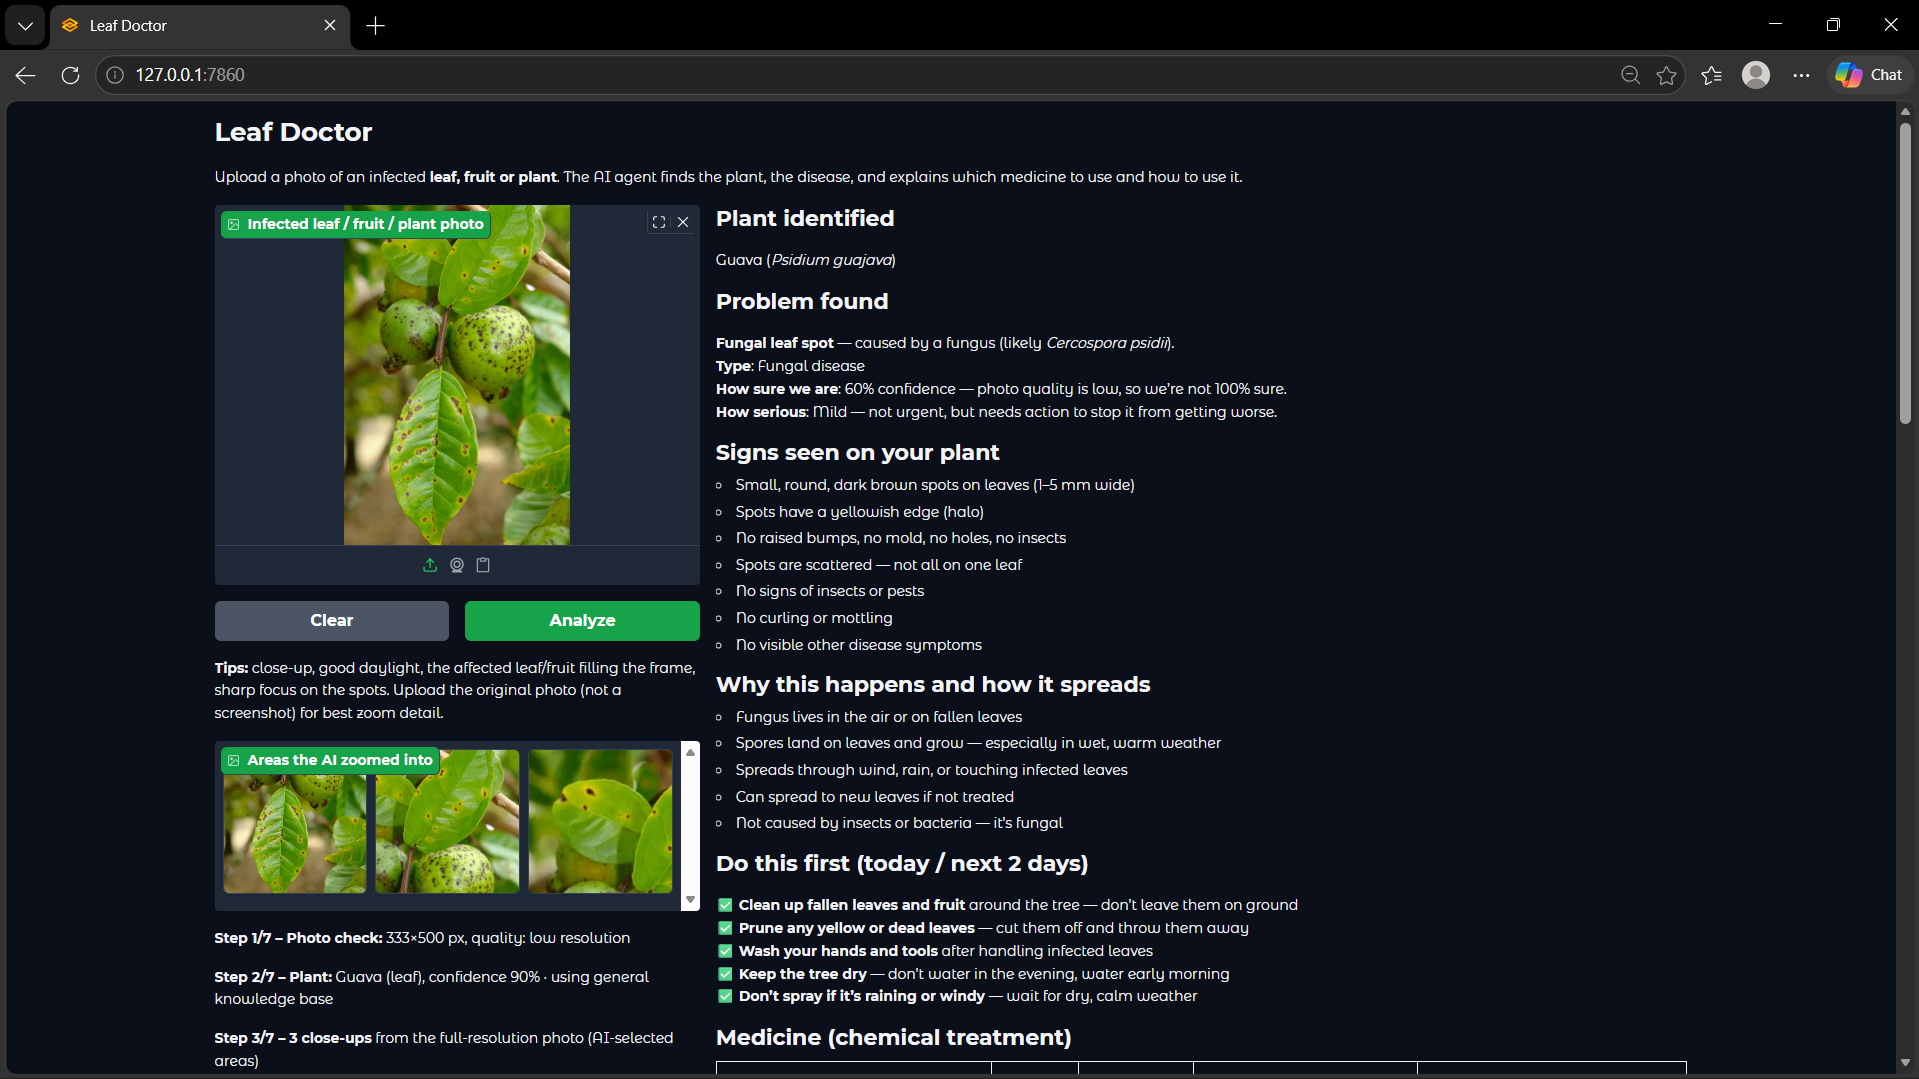 Leaf Doctor
127.0.0.1:7860
Chat
Leaf Doctor
Upload a photo of an infected leaf, fruit or plant. The AI agent finds the plant, the disease, and explains which medicine to use and how to use it.
Infected leaf / fruit / plant photo
Clear
Analyze
Tips: close-up, good daylight, the affected leaf/fruit filling the frame,
sharp focus on the spots. Upload the original photo (not a
screenshot) for best zoom detail.
Areas the AI zoomed into
Step 1/7 – Photo check: 333×500 px, quality: low resolution
Step 2/7 – Plant: Guava (leaf), confidence 90% · using general
knowledge base
Step 3/7 – 3 close-ups from the full-resolution photo (AI-selected
areas)
Plant identified
Guava (Psidium guajava)
Problem found
Fungal leaf spot — caused by a fungus (likely Cercospora psidii).
Type: Fungal disease
How sure we are: 60% confidence — photo quality is low, so we're not 100% sure.
How serious: Mild — not urgent, but needs action to stop it from getting worse.
Signs seen on your plant
Small, round, dark brown spots on leaves (1–5 mm wide)
Spots have a yellowish edge (halo)
No raised bumps, no mold, no holes, no insects
Spots are scattered — not all on one leaf
No signs of insects or pests
No curling or mottling
No visible other disease symptoms
Why this happens and how it spreads
Fungus lives in the air or on fallen leaves
Spores land on leaves and grow — especially in wet, warm weather
Spreads through wind, rain, or touching infected leaves
Can spread to new leaves if not treated
Not caused by insects or bacteria — it's fungal
Do this first (today / next 2 days)
✅ Clean up fallen leaves and fruit around the tree — don't leave them on ground
✅ Prune any yellow or dead leaves — cut them off and throw them away
✅ Wash your hands and tools after handling infected leaves
✅ Keep the tree dry — don't water in the evening, water early morning
✅ Don't spray if it's raining or windy — wait for dry, calm weather
Medicine (chemical treatment)